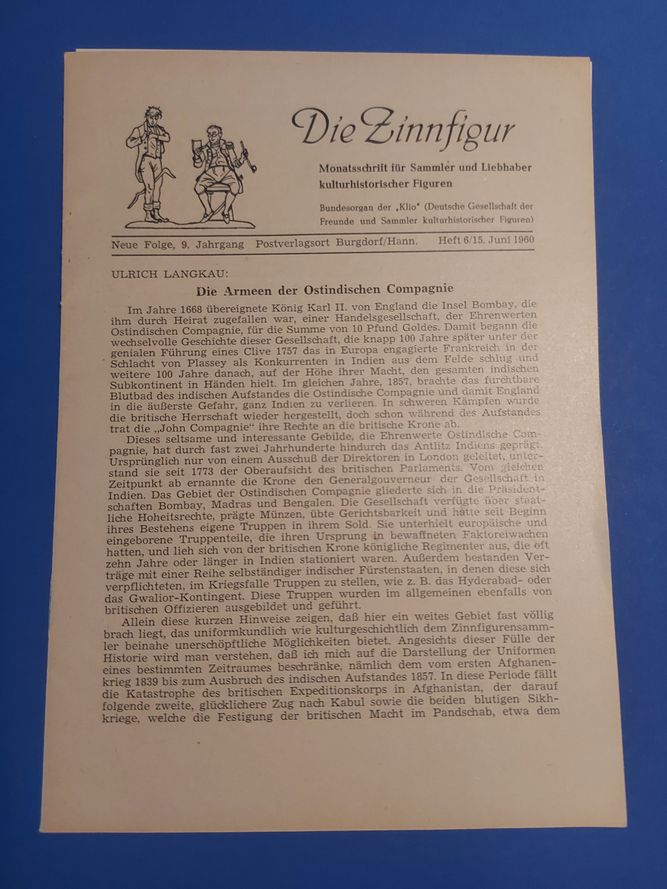 Die Zinnfigur
Monatsschrift für Sammler und Liebhaber
kulturhistorischer Figuren
Bundesorgan der „Klio" (Deutsche Gesellschaft der
Freunde und Sammler kulturhistorischer Figuren)
Neue Folge, 9. Jahrgang Postverlagsort Burgdorf/Hann. Heft 6/15. Juni 1960
ULRICH LANGKAU:
Die Armeen der Ostindischen Compagnie
Im Jahre 1668 übereignete König Karl II. von England die Insel Bombay, die
ihm durch Heirat zugefallen war, einer Handelsgesellschaft, der Ehrenwerten
Ostindischen Compagnie, für die Summe von 10 Pfund Goldes. Damit begann die
wechselvolle Geschichte dieser Gesellschaft, die knapp 100 Jahre später unter der
genialen Führung eines Clive 1757 das in Europa engagierte Frankreich in der
Schlacht von Plassey als Konkurrenten in Indien aus dem Felde schlug und
weitere 100 Jahre danach, auf der Höhe ihrer Macht, den gesamten indischen
Subkontinent in Händen hielt. Im gleichen Jahre, 1857, brachte das furchtbare
Blutbad des indischen Aufstandes die Ostindische Compagnie und damit England
in die äußerste Gefahr, ganz Indien zu verlieren. In schweren Kämpfen wurde
die britische Herrschaft wieder hergestellt, doch schon während des Aufstandes
trat die „John Compagnie" ihre Rechte an die britische Krone ab.
Dieses seltsame und interessante Gebilde, die Ehrenwerte Ostindische Com-
pagnie, hat durch fast zwei Jahrhunderte hindurch das Antlitz Indiens geprägt.
Ursprünglich nur von einem Ausschuß der Direktoren in London geleitet, unter-
stand sie seit 1773 der Oberaufsicht des britischen Parlaments. Vom gleichen
Zeitpunkt ab ernannte die Krone den Generalgouverneur der Gesellschaft in
Indien. Das Gebiet der Ostindischen Compagnie gliederte sich in die Präsident-
schaften Bombay, Madras und Bengalen. Die Gesellschaft verfügte über staat-
liche Hoheitsrechte, prägte Münzen, übte Gerichtsbarkeit und hatte seit Beginn
ihres Bestehens eigene Truppen in ihrem Sold. Sie unterhielt europäische und
eingeborene Truppenteile, die ihren Ursprung in bewaffneten Faktoreiwachen
hatten, und lieh sich von der britischen Krone königliche Regimenter aus, die oft
zehn Jahre oder länger in Indien stationiert waren. Außerdem bestanden Ver-
träge mit einer Reihe selbständiger indischer Fürstenstaaten, in denen diese sich
verpflichteten, im Kriegsfalle Truppen zu stellen, wie z. B. das Hyderabad- oder
das Gwalior-Kontingent. Diese Truppen wurden im allgemeinen ebenfalls von
britischen Offizieren ausgebildet und geführt.
Allein diese kurzen Hinweise zeigen, daß hier ein weites Gebiet fast völlig
brach liegt, das uniformkundlich wie kulturgeschichtlich dem Zinnfigurensamm-
ler beinahe unerschöpfliche Möglichkeiten bietet. Angesichts dieser Fülle der
Historie wird man verstehen, daß ich mich auf die Darstellung der Uniformen
eines bestimmten Zeitraumes beschränke, nämlich dem vom ersten Afghanen-
krieg 1839 bis zum Ausbruch des indischen Aufstandes 1857. In diese Periode fällt
die Katastrophe des britischen Expeditionskorps in Afghanistan, der darauf
folgende zweite, glücklichere Zug nach Kabul sowie die beiden blutigen Sikh-
kriege, welche die Festigung der britischen Macht im Pandschab, etwa dem